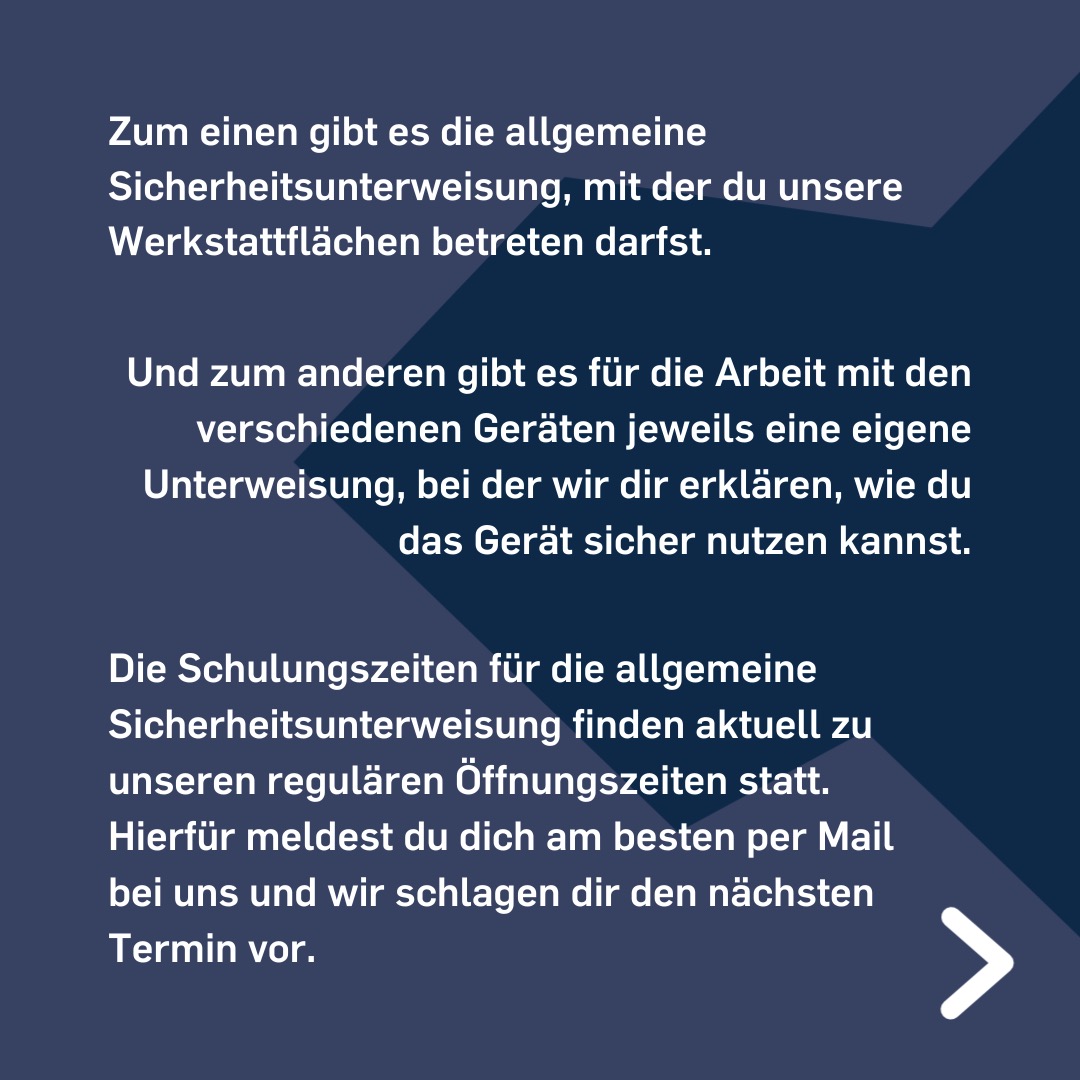 Zum einen gibt es die allgemeine
Sicherheitsunterweisung, mit der du unsere
Werkstattflächen betreten darfst.
Und zum anderen gibt es für die Arbeit mit den
verschiedenen Geräten jeweils eine eigene
Unterweisung, bei der wir dir erklären, wie du
das Gerät sicher nutzen kannst.
Die Schulungszeiten für die allgemeine
Sicherheitsunterweisung finden aktuell zu
unseren regulären Öffnungszeiten statt.
Hierfür meldest du dich am besten per Mail
bei uns und wir schlagen dir den nächsten
Termin vor.